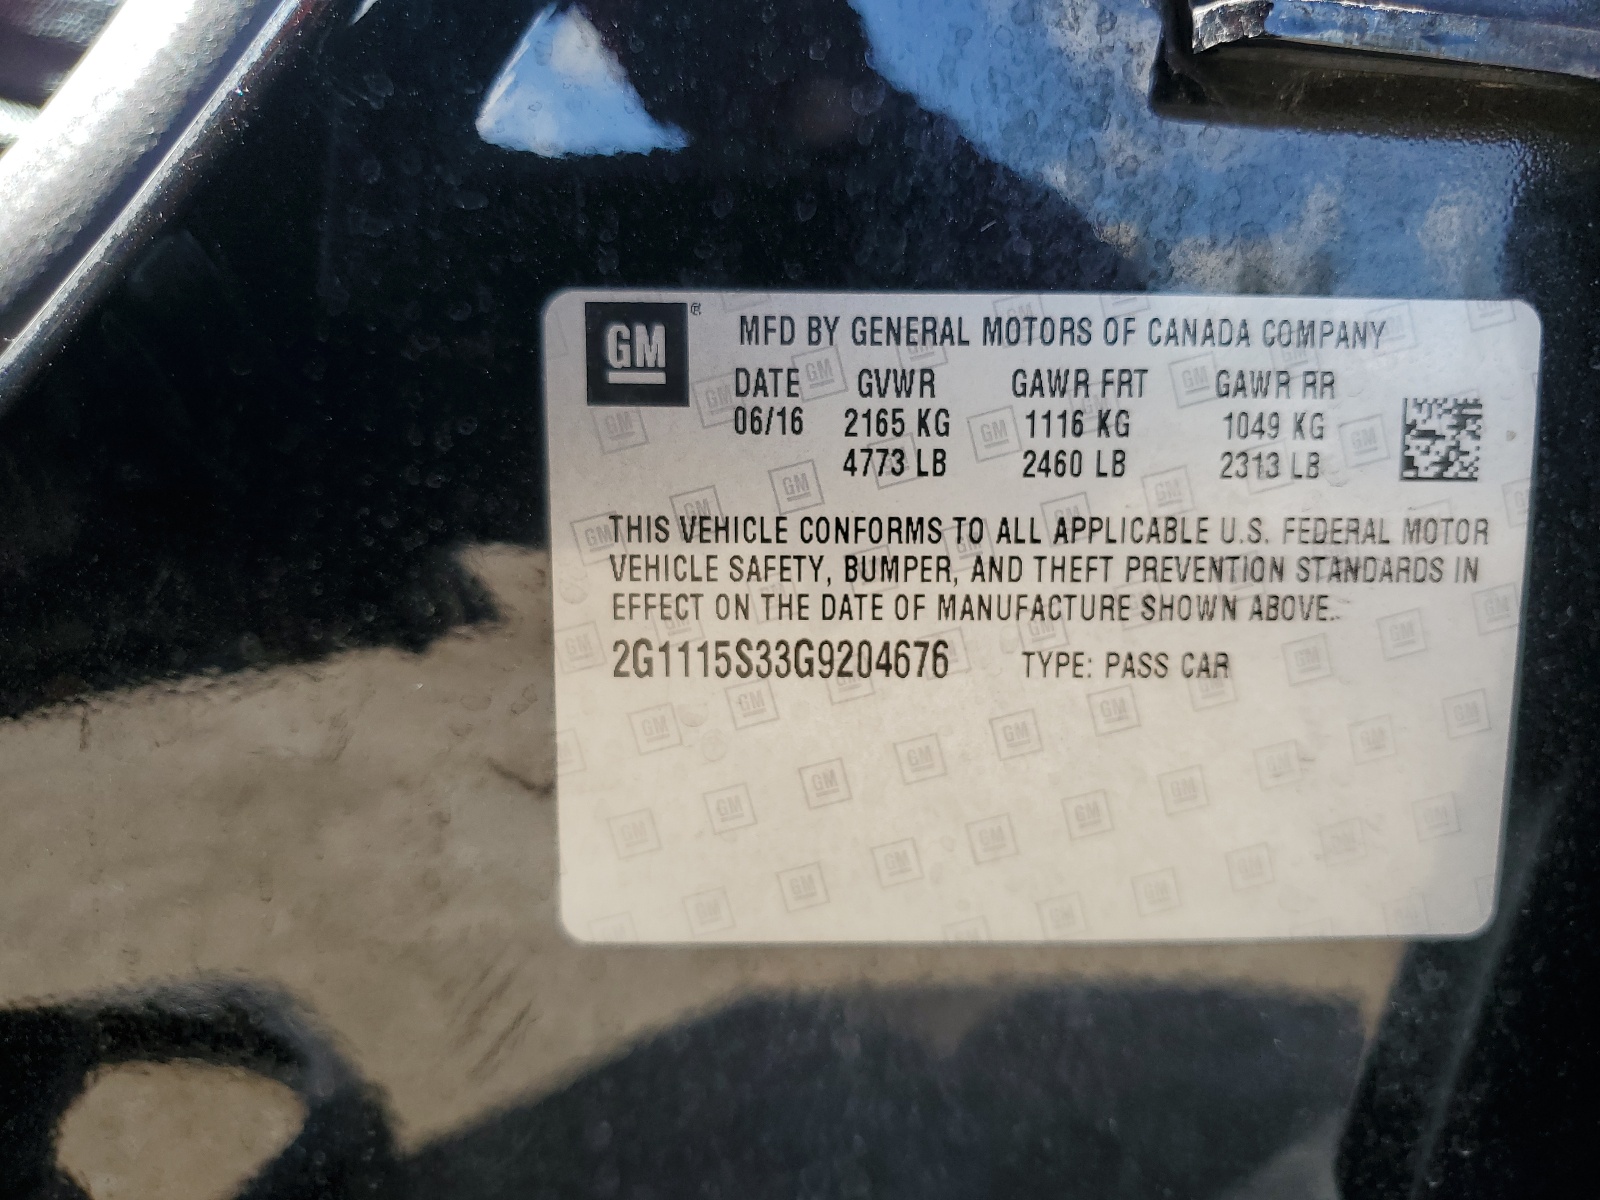 GM ® MFD BY GENERAL MOTORS OF CANADA COMPANY
DATE GVWR GAWR FRT GAWR RR
06/16 2165 KG 1116 KG 1049 KG
4773 LB 2460 LB 2313 LB
THIS VEHICLE CONFORMS TO ALL APPLICABLE U.S. FEDERAL MOTOR
VEHICLE SAFETY, BUMPER, AND THEFT PREVENTION STANDARDS IN
EFFECT ON THE DATE OF MANUFACTURE SHOWN ABOVE.
2G1115S33G9204676 TYPE: PASS CAR